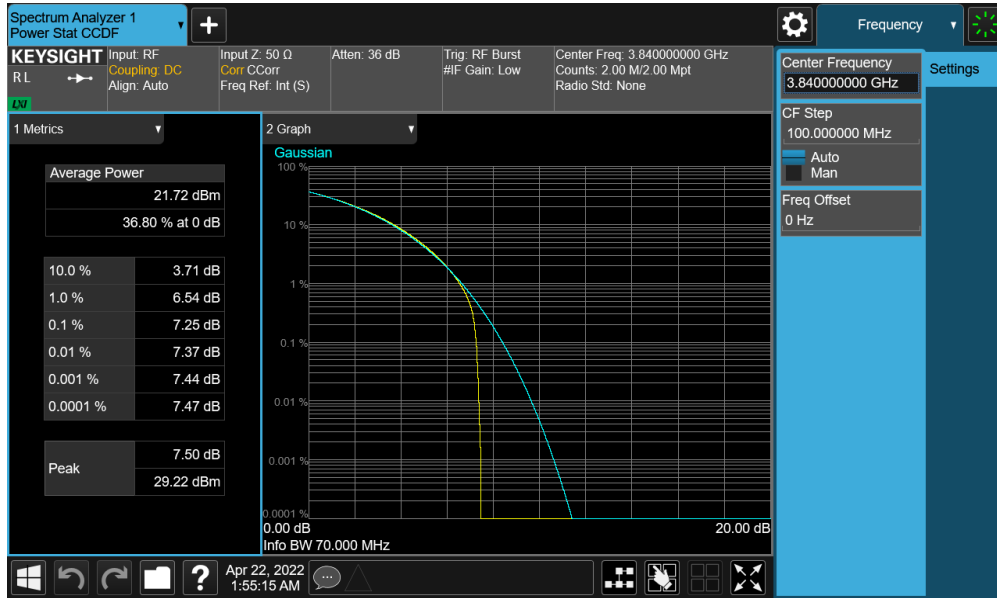 Spectrum Analyzer 1
Power Stat CCDF
Frequency
KEYSIGHT
RL
LXI
Input: RF
Coupling: DC
Align: Auto
Input Z: 50 Ω
Corr CCorr
Freq Ref: Int (S)
Atten: 36 dB
Trig: RF Burst
#IF Gain: Low
Center Freq: 3.840000000 GHz
Counts: 2.00 M/2.00 Mpt
Radio Std: None
Center Frequency
3.840000000 GHz
Settings
CF Step
100.000000 MHz
Auto
Man
Freq Offset
0 Hz
1 Metrics
Average Power
21.72 dBm
36.80 % at 0 dB
10.0 % 3.71 dB
1.0 % 6.54 dB
0.1 % 7.25 dB
0.01 % 7.37 dB
0.001 % 7.44 dB
0.0001 % 7.47 dB
Peak
7.50 dB
29.22 dBm
2 Graph
Gaussian
100 %
10 %
1 %
0.1 %
0.01 %
0.001 %
0.0001 %
0.00 dB
20.00 dB
Info BW 70.000 MHz
?
Apr 22, 2022
1:55:15 AM